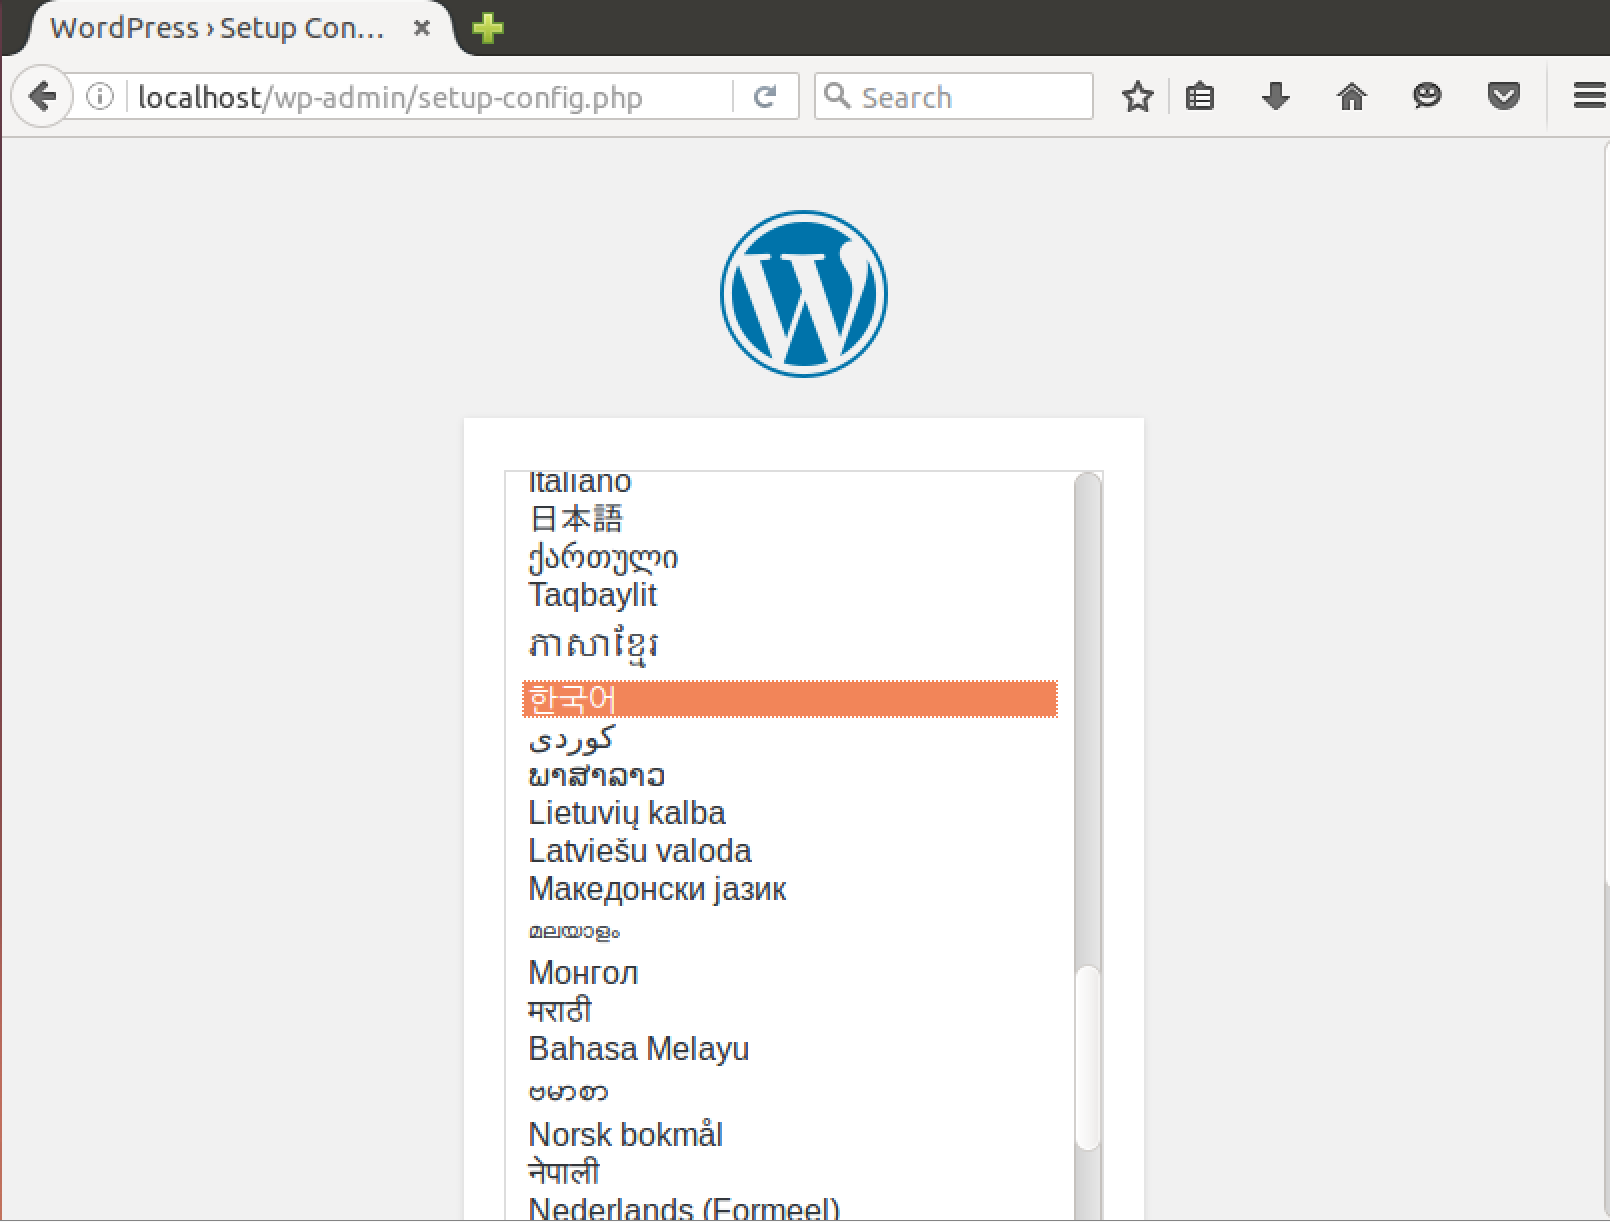 WordPress › Setup Con...
localhost/wp-admin/setup-config.php
Search
Italiano
日本語
ქართული
Taqbaylit
ភាសាខ្មែរ
한국어
كوردی
ພາສາລາວ
Lietuvių kalba
Latviešu valoda
Македонски јазик
മലയാളം
Монгол
मराठी
Bahasa Melayu
ဗမာစာ
Norsk bokmål
नेपाली
Nederlands (Formeel)